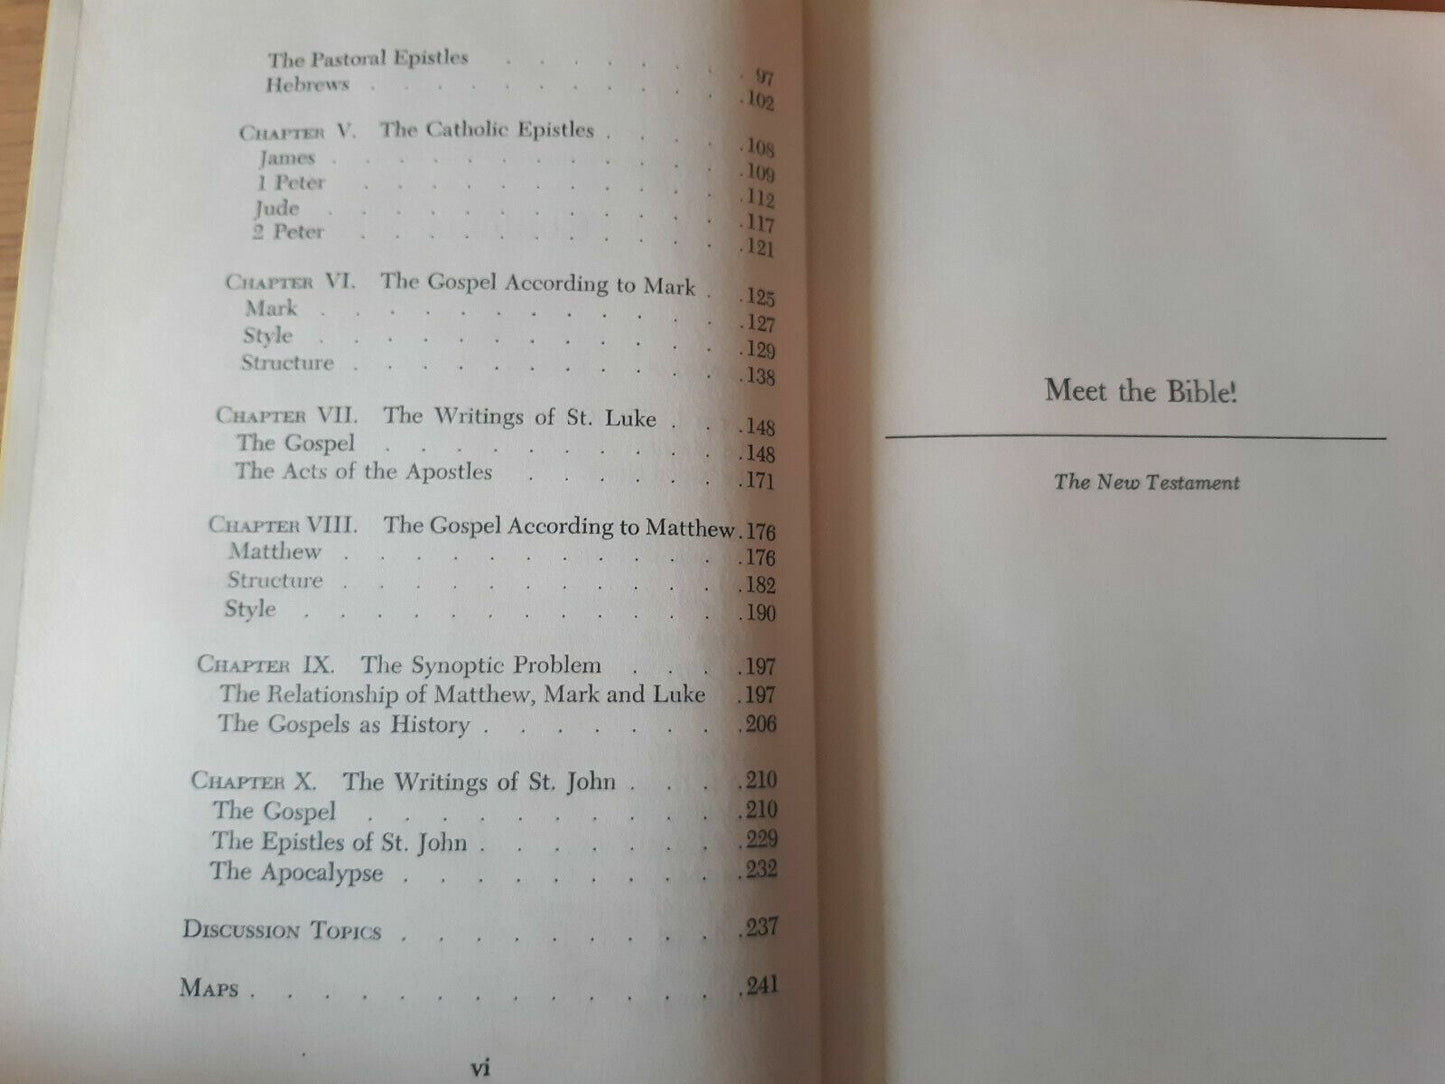 The Pastoral Epistles . . . . . . . . 97
Hebrews . . . . . . . . . . . . 102
CHAPTER V. The Catholic Epistles . . . . . 108
James . . . . . . . . . . . . . 109
1 Peter . . . . . . . . . . . . 112
Jude . . . . . . . . . . . . . 117
2 Peter . . . . . . . . . . . . 121
CHAPTER VI. The Gospel According to Mark . . 125
Mark . . . . . . . . . . . . . 127
Style . . . . . . . . . . . . . 129
Structure . . . . . . . . . . . . 138
CHAPTER VII. The Writings of St. Luke . . . 148
The Gospel . . . . . . . . . . . 148
The Acts of the Apostles . . . . . . . 171
CHAPTER VIII. The Gospel According to Matthew . 176
Matthew . . . . . . . . . . . . 176
Structure . . . . . . . . . . . . 182
Style . . . . . . . . . . . . . 190
CHAPTER IX. The Synoptic Problem . . . . 197
The Relationship of Matthew, Mark and Luke . 197
The Gospels as History . . . . . . . . 206
CHAPTER X. The Writings of St. John . . . . 210
The Gospel . . . . . . . . . . . 210
The Epistles of St. John . . . . . . . . 229
The Apocalypse . . . . . . . . . . 232
DISCUSSION TOPICS . . . . . . . . . . 237
MAPS . . . . . . . . . . . . . . 241
vi
Meet the Bible!
The New Testament